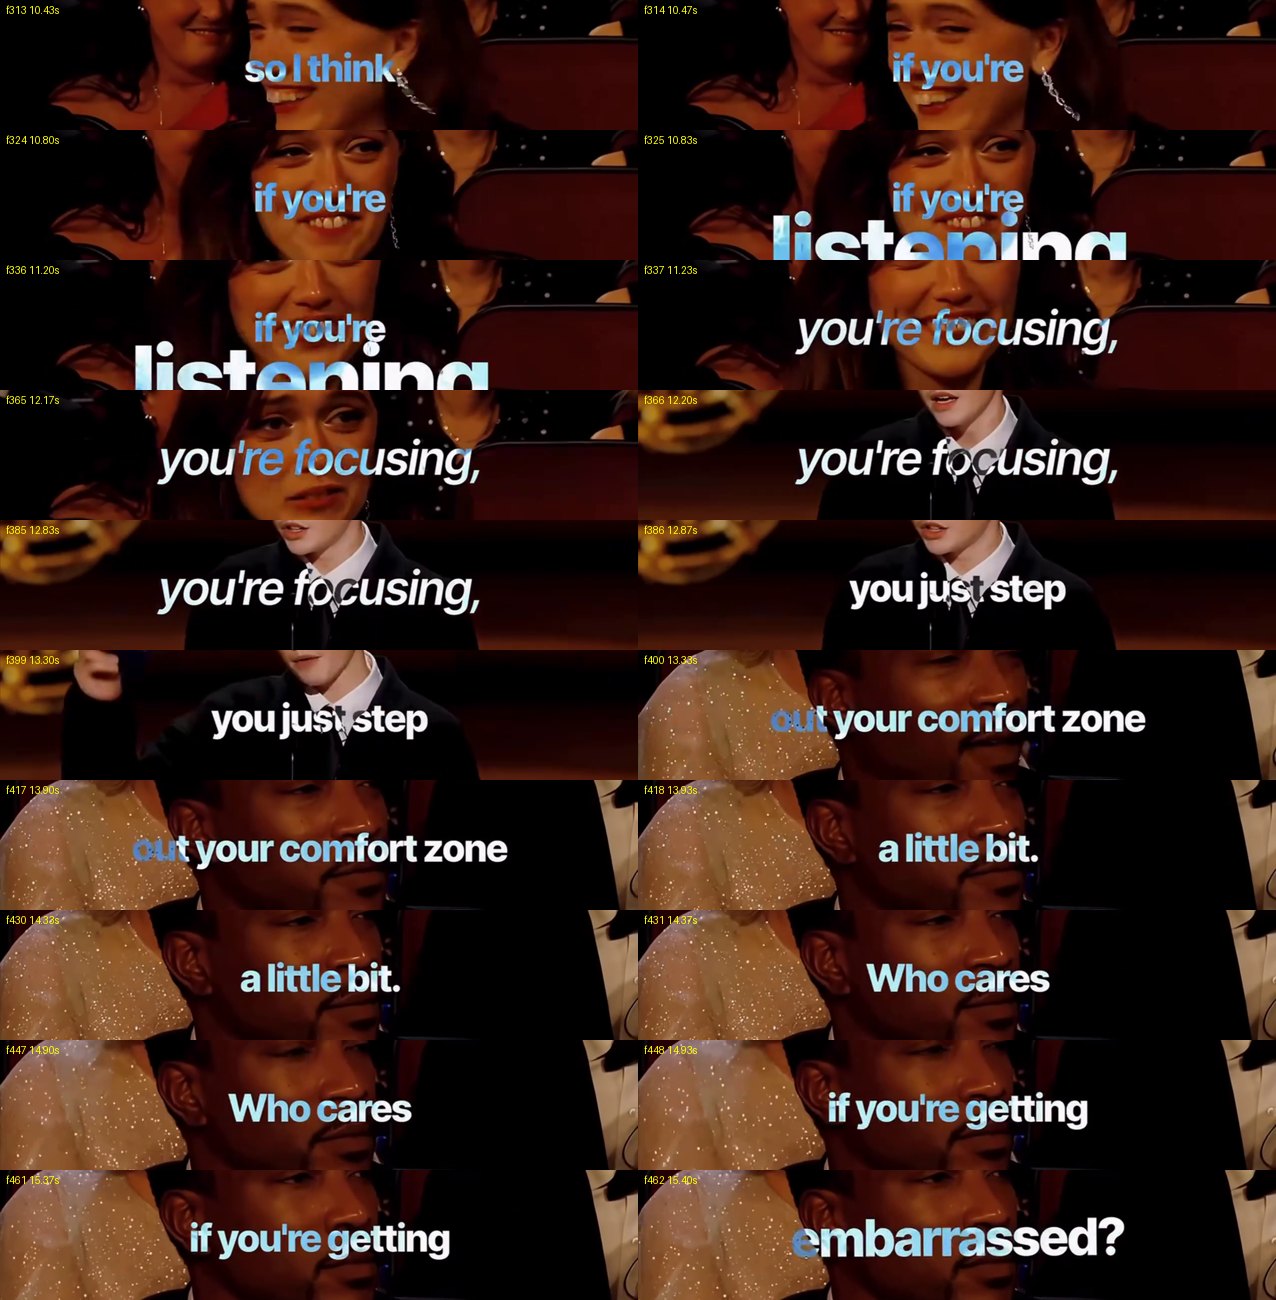 f313 10.43s
so I think
f314 10.47s
if you're
f324 10.80s
if you're
f325 10.83s
if you're
listening
f336 11.20s
if you're
listening
f337 11.23s
you're focusing,
f365 12.17s
you're focusing,
f366 12.20s
you're focusing,
f385 12.83s
you're focusing,
f386 12.87s
you just step
f399 13.30s
you just step
f400 13.33s
out your comfort zone
f417 13.90s
out your comfort zone
f418 13.93s
a little bit.
f430 14.33s
a little bit.
f431 14.37s
Who cares
f447 14.90s
Who cares
f448 14.93s
if you're getting
f461 15.37s
if you're getting
f462 15.40s
embarrassed?